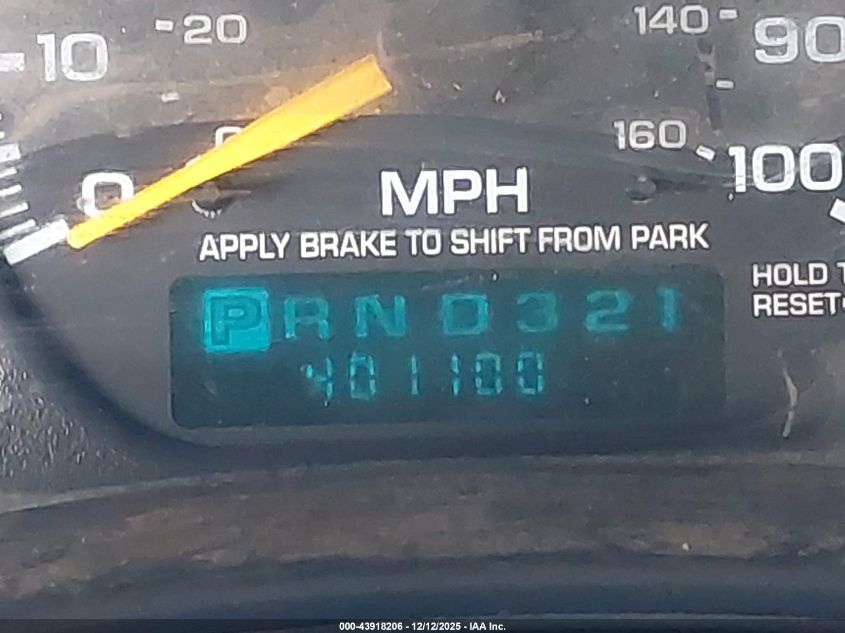 20
10
0
140
90
160
100
MPH
APPLY BRAKE TO SHIFT FROM PARK
HOLD T
RESET
P R N D 3 2 1
401100
000-43918206 - 12/12/2025 - IAA Inc.